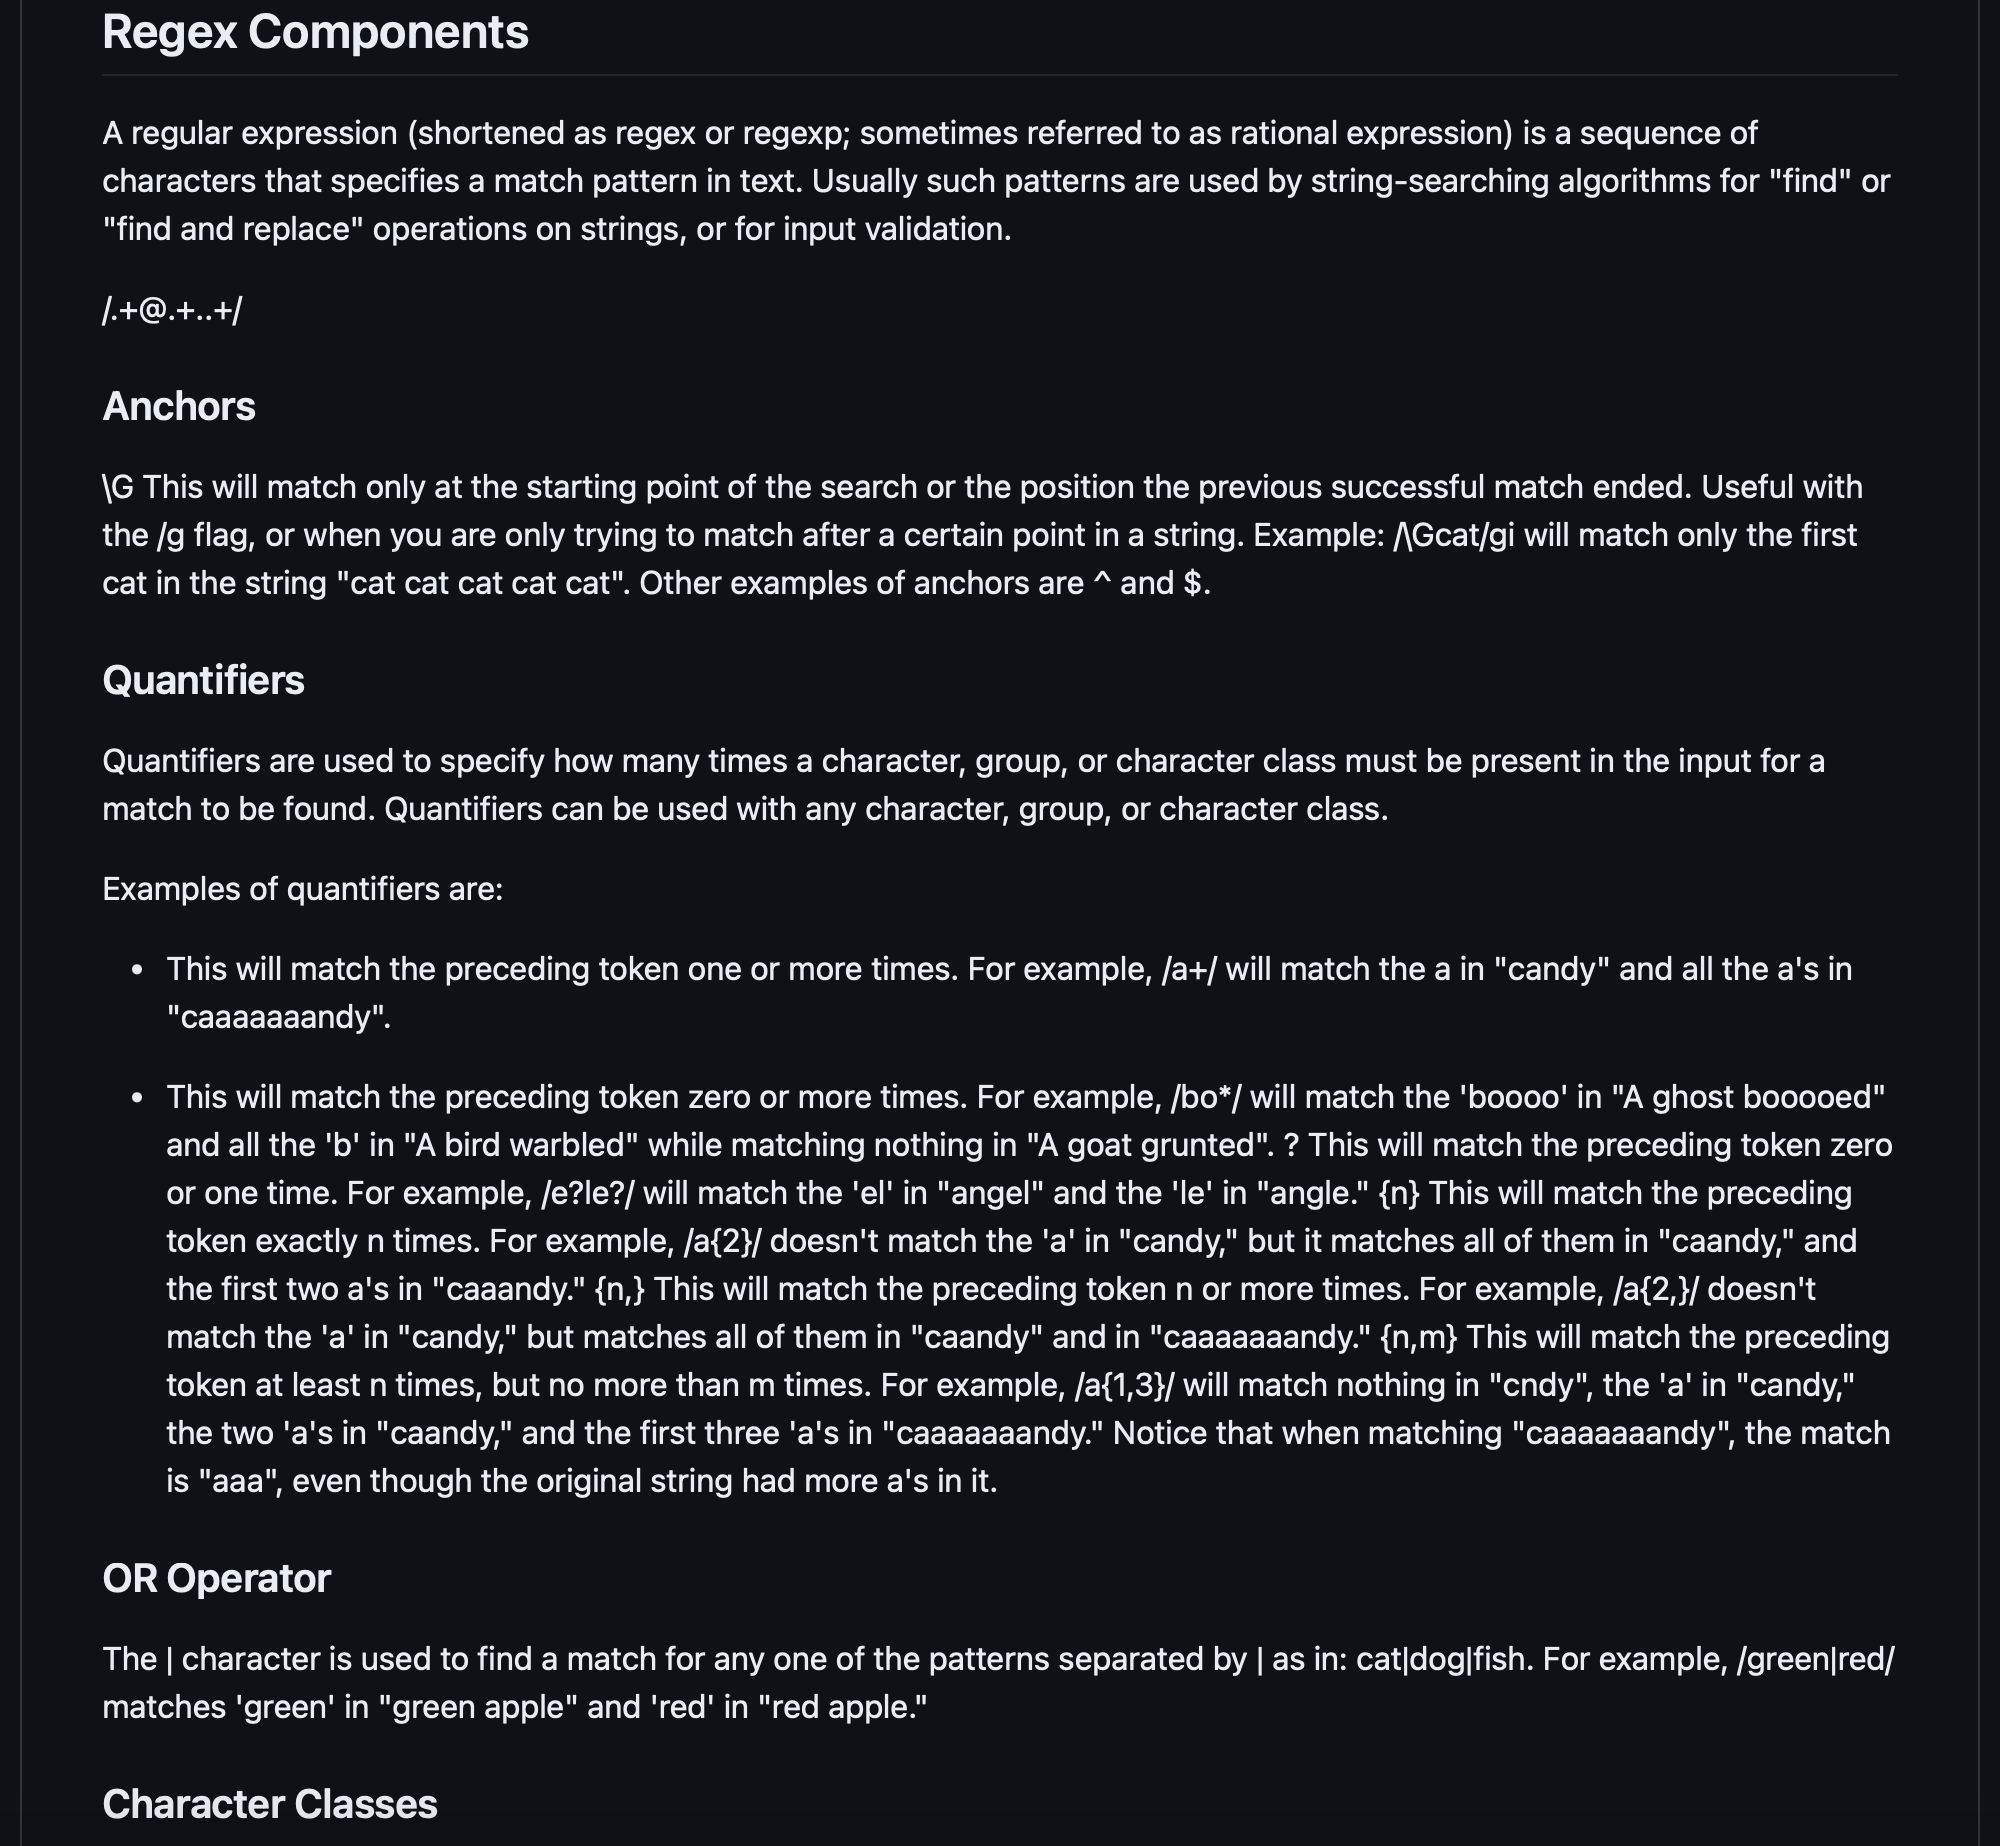 Regex Components
A regular expression (shortened as regex or regexp; sometimes referred to as rational expression) is a sequence of
characters that specifies a match pattern in text. Usually such patterns are used by string-searching algorithms for "find" or
"find and replace" operations on strings, or for input validation.
/.+@.+..+/
Anchors
\G This will match only at the starting point of the search or the position the previous successful match ended. Useful with
the /g flag, or when you are only trying to match after a certain point in a string. Example: /\Gcat/gi will match only the first
cat in the string "cat cat cat cat cat". Other examples of anchors are ^ and $.
Quantifiers
Quantifiers are used to specify how many times a character, group, or character class must be present in the input for a
match to be found. Quantifiers can be used with any character, group, or character class.
Examples of quantifiers are:
• This will match the preceding token one or more times. For example, /a+/ will match the a in "candy" and all the a's in
"caaaaaaandy".
• This will match the preceding token zero or more times. For example, /bo*/ will match the 'boooo' in "A ghost booooed"
and all the 'b' in "A bird warbled" while matching nothing in "A goat grunted". ? This will match the preceding token zero
or one time. For example, /e?le?/ will match the 'el' in "angel" and the 'le' in "angle." {n} This will match the preceding
token exactly n times. For example, /a{2}/ doesn't match the 'a' in "candy," but it matches all of them in "caandy," and
the first two a's in "caaandy." {n,} This will match the preceding token n or more times. For example, /a{2,}/ doesn't
match the 'a' in "candy," but matches all of them in "caandy" and in "caaaaaaandy." {n,m} This will match the preceding
token at least n times, but no more than m times. For example, /a{1,3}/ will match nothing in "cndy", the 'a' in "candy,"
the two 'a's in "caandy," and the first three 'a's in "caaaaaaandy." Notice that when matching "caaaaaaandy", the match
is "aaa", even though the original string had more a's in it.
OR Operator
The | character is used to find a match for any one of the patterns separated by | as in: cat|dog|fish. For example, /green|red/
matches 'green' in "green apple" and 'red' in "red apple."
Character Classes